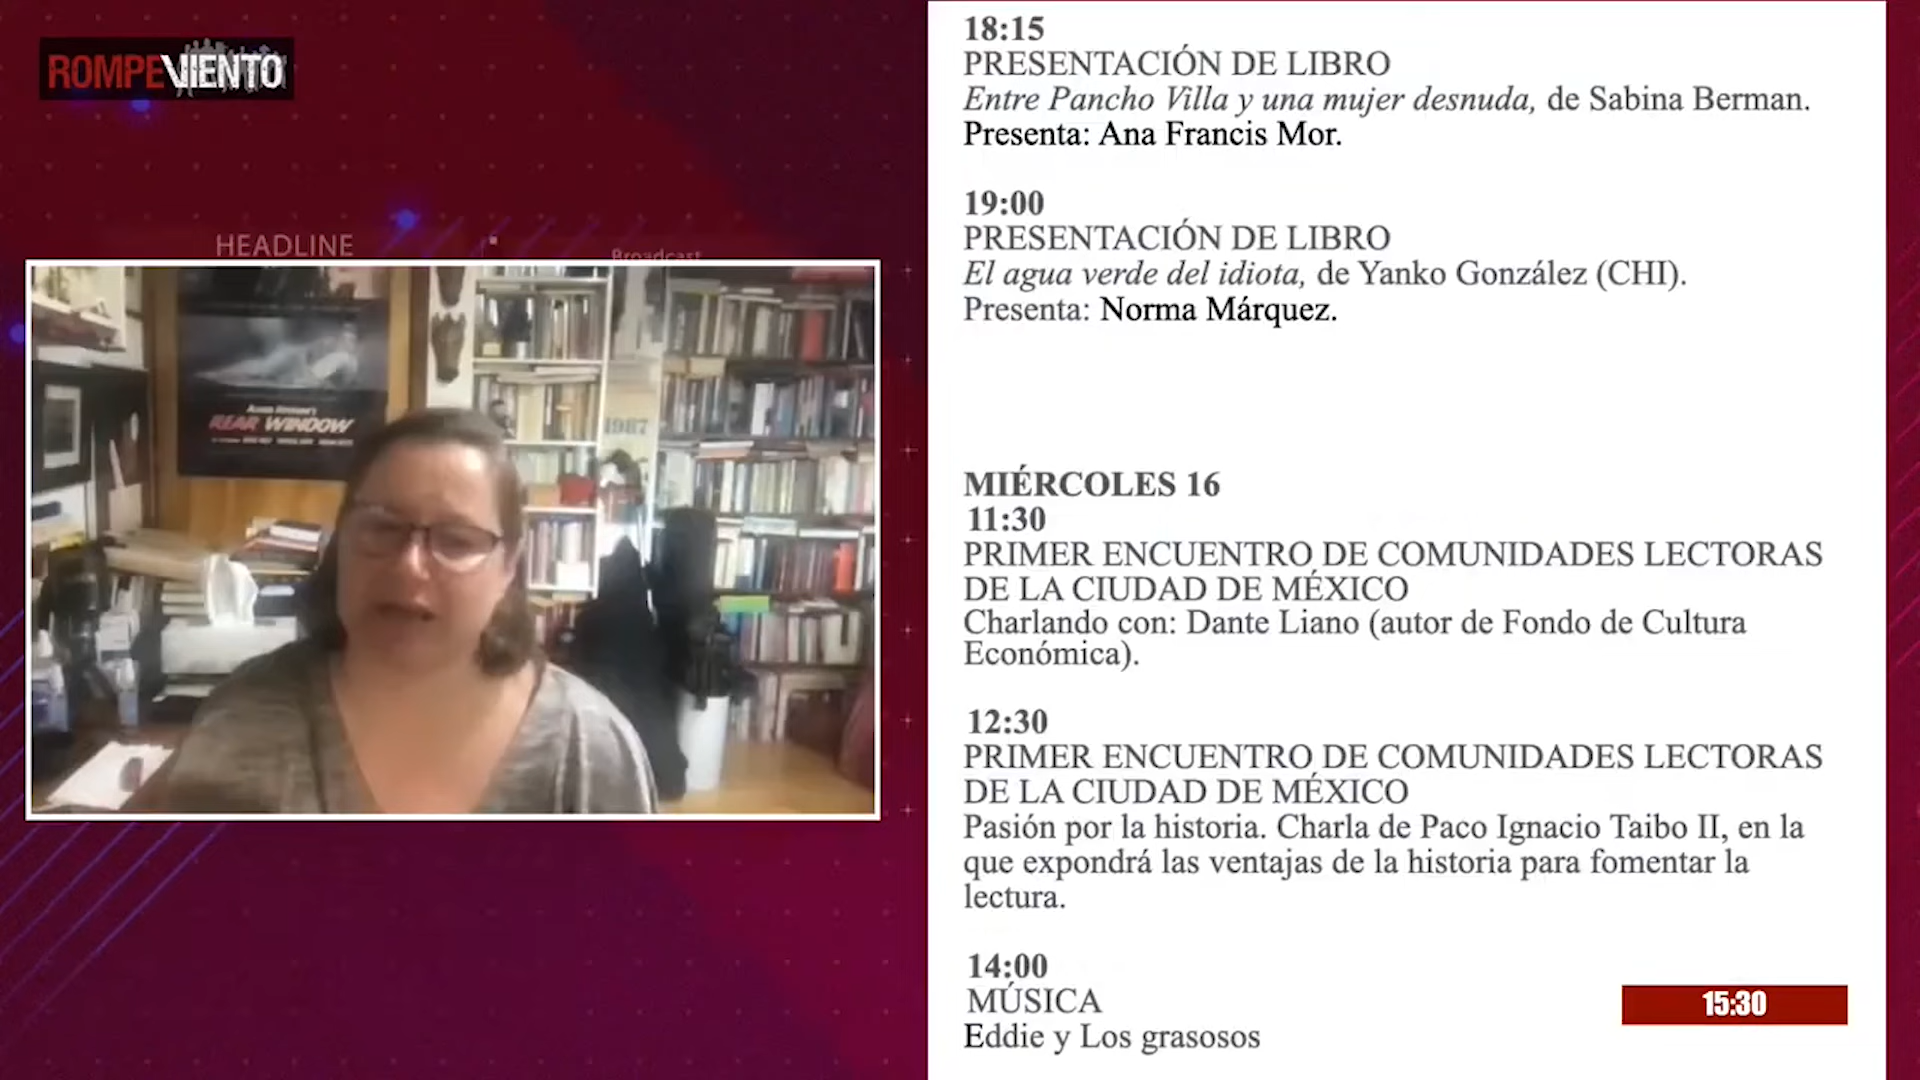 ROMPEVIENTO
HEADLINE
Broadcast
REAR WINDOW
1987
18:15
PRESENTACIÓN DE LIBRO
Entre Pancho Villa y una mujer desnuda, de Sabina Berman.
Presenta: Ana Francis Mor.
19:00
PRESENTACIÓN DE LIBRO
El agua verde del idiota, de Yanko González (CHI).
Presenta: Norma Márquez.
MIÉRCOLES 16
11:30
PRIMER ENCUENTRO DE COMUNIDADES LECTORAS
DE LA CIUDAD DE MÉXICO
Charlando con: Dante Liano (autor de Fondo de Cultura
Económica).
12:30
PRIMER ENCUENTRO DE COMUNIDADES LECTORAS
DE LA CIUDAD DE MÉXICO
Pasión por la historia. Charla de Paco Ignacio Taibo II, en la
que expondrá las ventajas de la historia para fomentar la
lectura.
14:00
MÚSICA
Eddie y Los grasosos
15:30